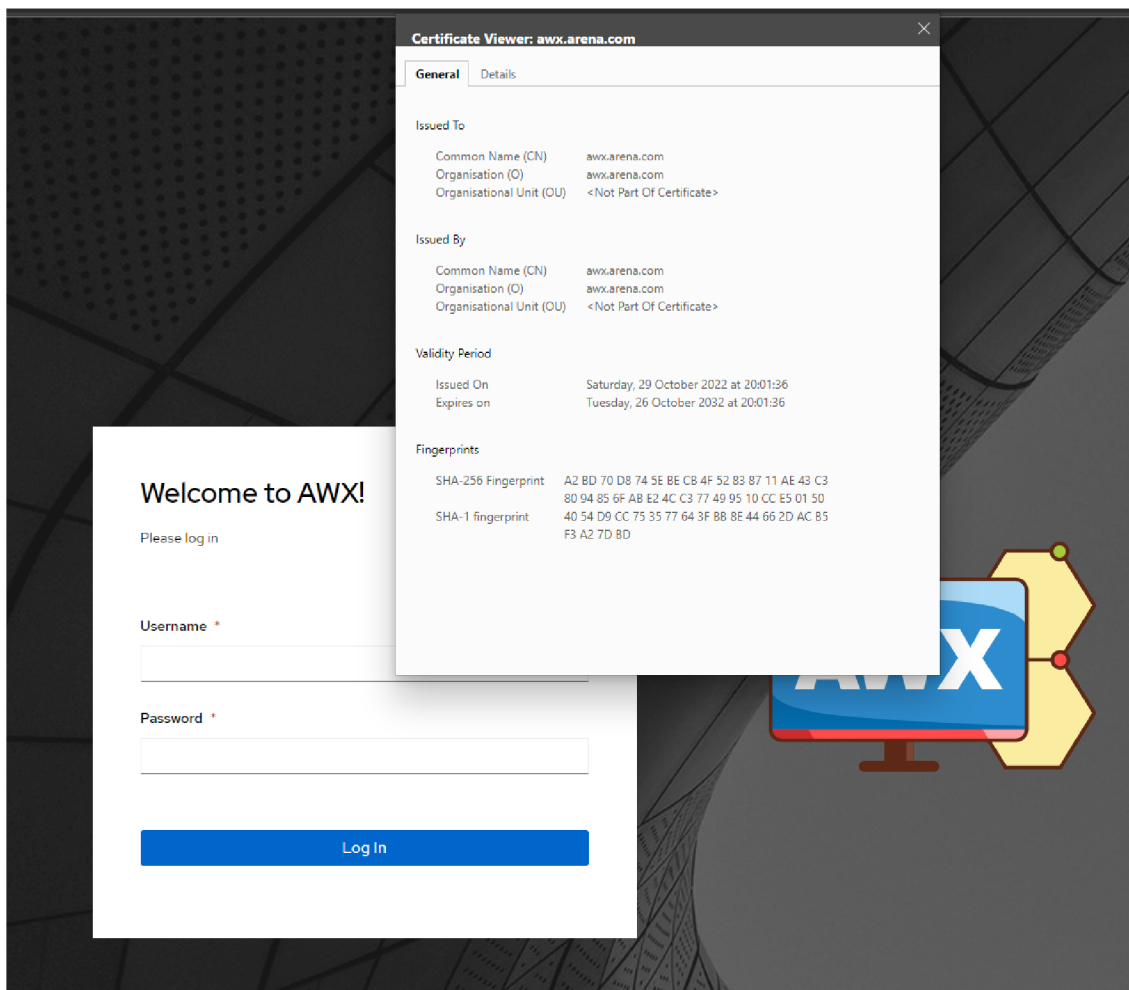 Certificate Viewer: awx.arena.com
General Details
Issued To
Common Name (CN) awx.arena.com
Organisation (O) awx.arena.com
Organisational Unit (OU) <Not Part Of Certificate>
Issued By
Common Name (CN) awx.arena.com
Organisation (O) awx.arena.com
Organisational Unit (OU) <Not Part Of Certificate>
Validity Period
Issued On Saturday, 29 October 2022 at 20:01:36
Expires on Tuesday, 26 October 2032 at 20:01:36
Fingerprints
SHA-256 Fingerprint A2 BD 70 D8 74 5E BE CB 4F 52 83 87 11 AE 43 C3
80 94 85 6F AB E2 4C C3 77 49 95 10 CC E5 01 50
SHA-1 fingerprint 40 54 D9 CC 75 35 77 64 3F BB 8E 44 66 2D AC B5
F3 A2 7D BD
Welcome to AWX!
Please log in
Username *
Password *
Log In
AWX